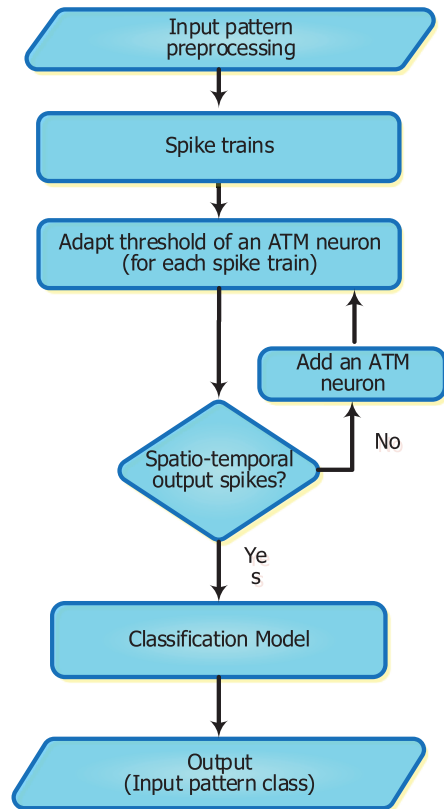 Input pattern
preprocessing
Spike trains
Adapt threshold of an ATM neuron
(for each spike train)
Add an ATM
neuron
No
Spatio-temporal
output spikes?
Ye
s
Classification Model
Output
(Input pattern class)